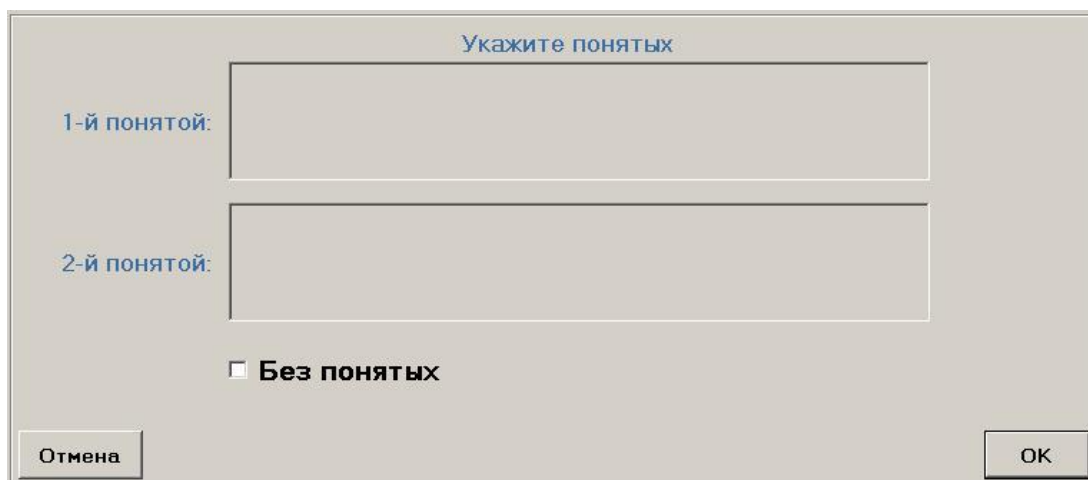 Укажите понятых
1-й понятой:
2-й понятой:
Без понятых
Отмена
OK